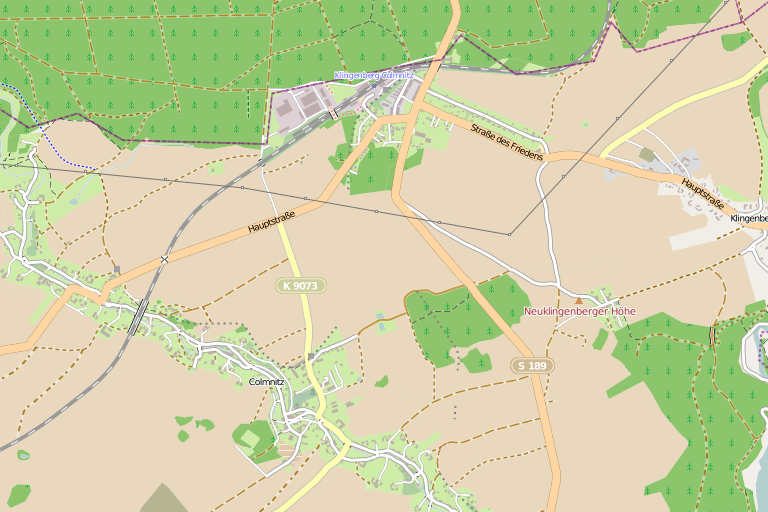 Klingenberg Colmnitz
Straße des Friedens
Hauptstraße
Hauptstraße
Klingenbe
K 9073
Neuklingenberger Höhe
S 189
Colmnitz